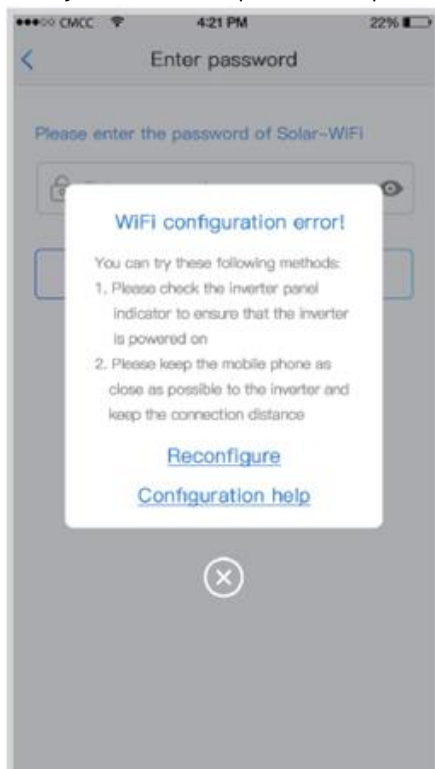 CMCC 4:21 PM 22%
Enter password
Please enter the password of Solar-WiFi
WiFi configuration error!
You can try these following methods:
1. Please check the inverter panel
indicator to ensure that the inverter
is powered on
2. Please keep the mobile phone as
close as possible to the inverter and
keep the connection distance
Reconfigure
Configuration help